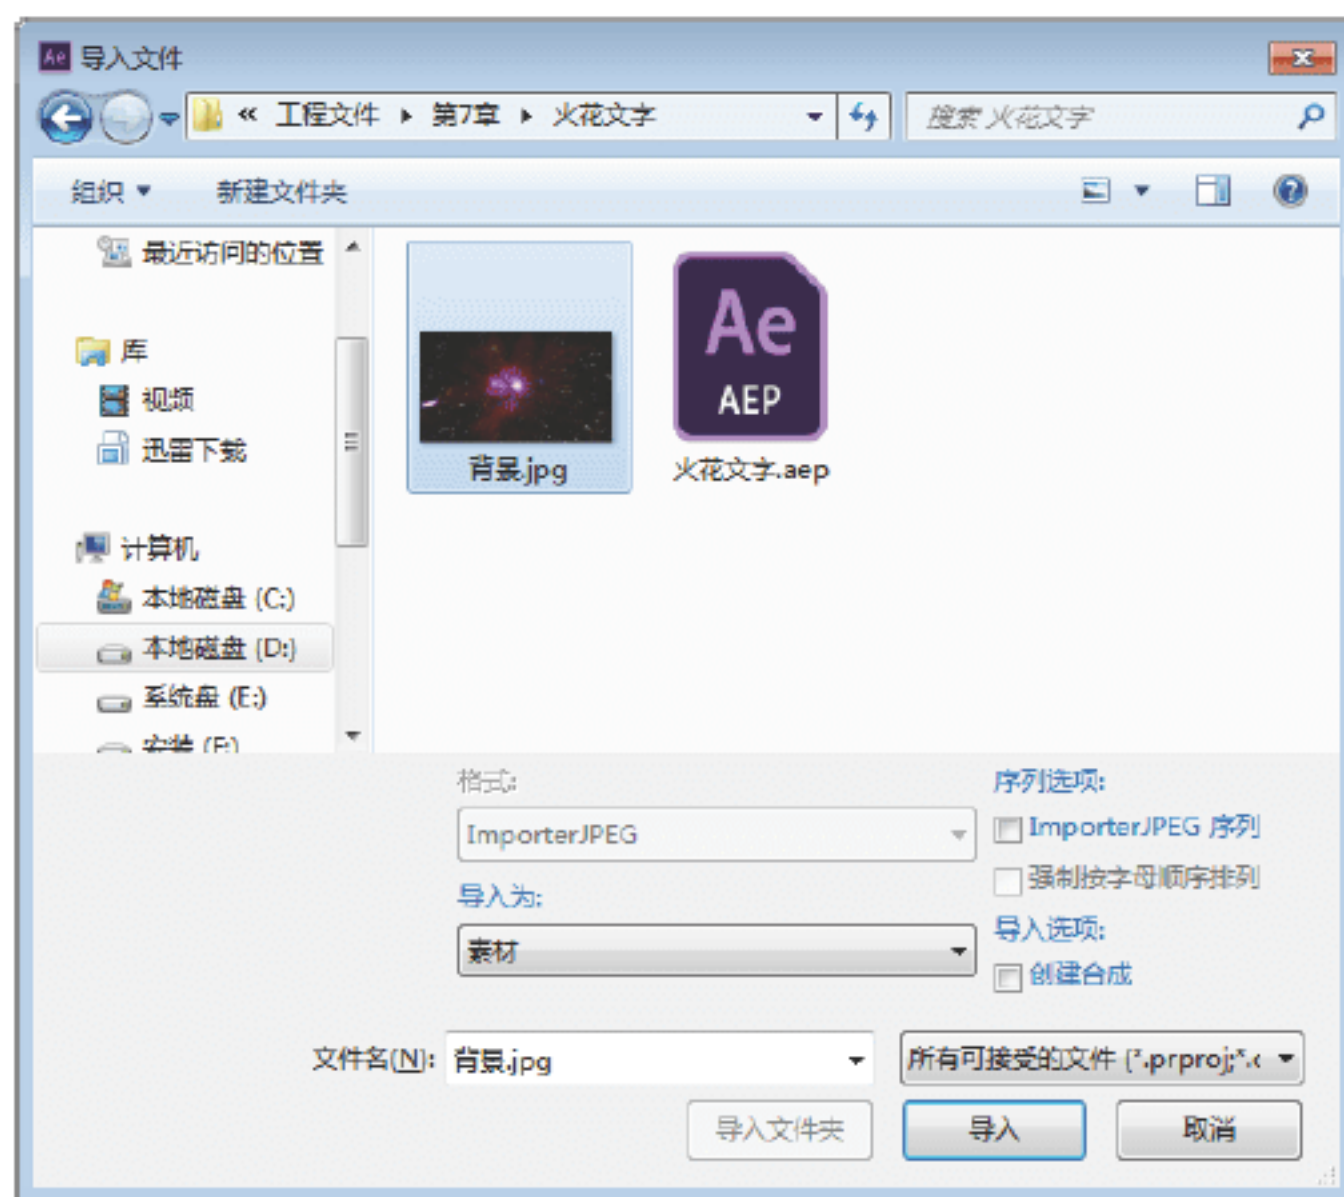 Ae 导入文件
« 工程文件 ▸ 第7章 ▸ 火花文字
搜索 火花文字
组织 新建文件夹
最近访问的位置
库
视频
迅雷下载
计算机
本地磁盘 (C:)
本地磁盘 (D:)
系统盘 (E:)
安装 (F:)
Ae
AEP
背景.jpg
火花文字.aep
格式:
ImporterJPEG
导入为:
素材
序列选项:
ImporterJPEG 序列
强制按字母顺序排列
导入选项:
创建合成
文件名(N): 背景.jpg
所有可接受的文件 (*.prproj;*.c
导入文件夹 导入 取消